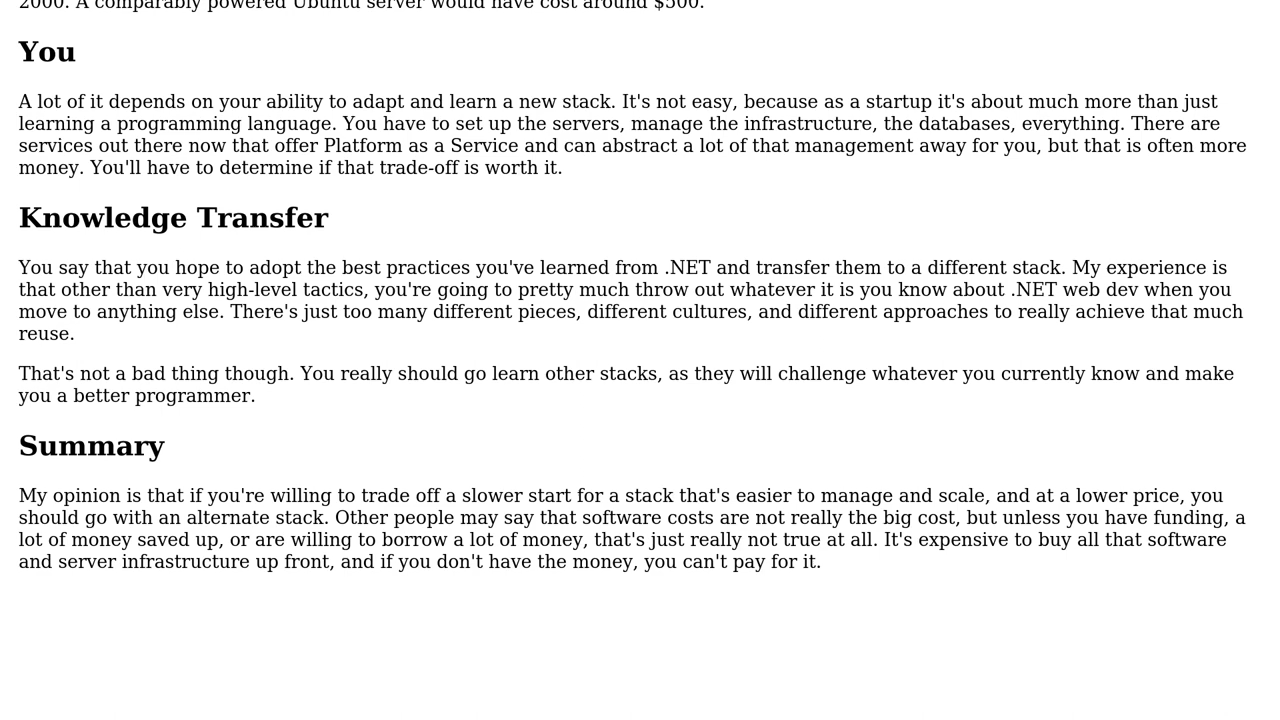 2000. A comparably powered Ubuntu server would have cost around $500.
You
A lot of it depends on your ability to adapt and learn a new stack. It's not easy, because as a startup it's about much more than just
learning a programming language. You have to set up the servers, manage the infrastructure, the databases, everything. There are
services out there now that offer Platform as a Service and can abstract a lot of that management away for you, but that is often more
money. You'll have to determine if that trade-off is worth it.
Knowledge Transfer
You say that you hope to adopt the best practices you've learned from .NET and transfer them to a different stack. My experience is
that other than very high-level tactics, you're going to pretty much throw out whatever it is you know about .NET web dev when you
move to anything else. There's just too many different pieces, different cultures, and different approaches to really achieve that much
reuse.
That's not a bad thing though. You really should go learn other stacks, as they will challenge whatever you currently know and make
you a better programmer.
Summary
My opinion is that if you're willing to trade off a slower start for a stack that's easier to manage and scale, and at a lower price, you
should go with an alternate stack. Other people may say that software costs are not really the big cost, but unless you have funding, a
lot of money saved up, or are willing to borrow a lot of money, that's just really not true at all. It's expensive to buy all that software
and server infrastructure up front, and if you don't have the money, you can't pay for it.